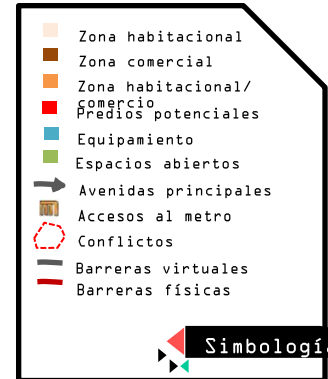 Zona habitacional
Zona comercial
Zona habitacional/
comercio
Predios potenciales
Equipamiento
Espacios abiertos
Avenidas principales
Accesos al metro
Conflictos
Barreras virtuales
Barreras físicas
Simbología